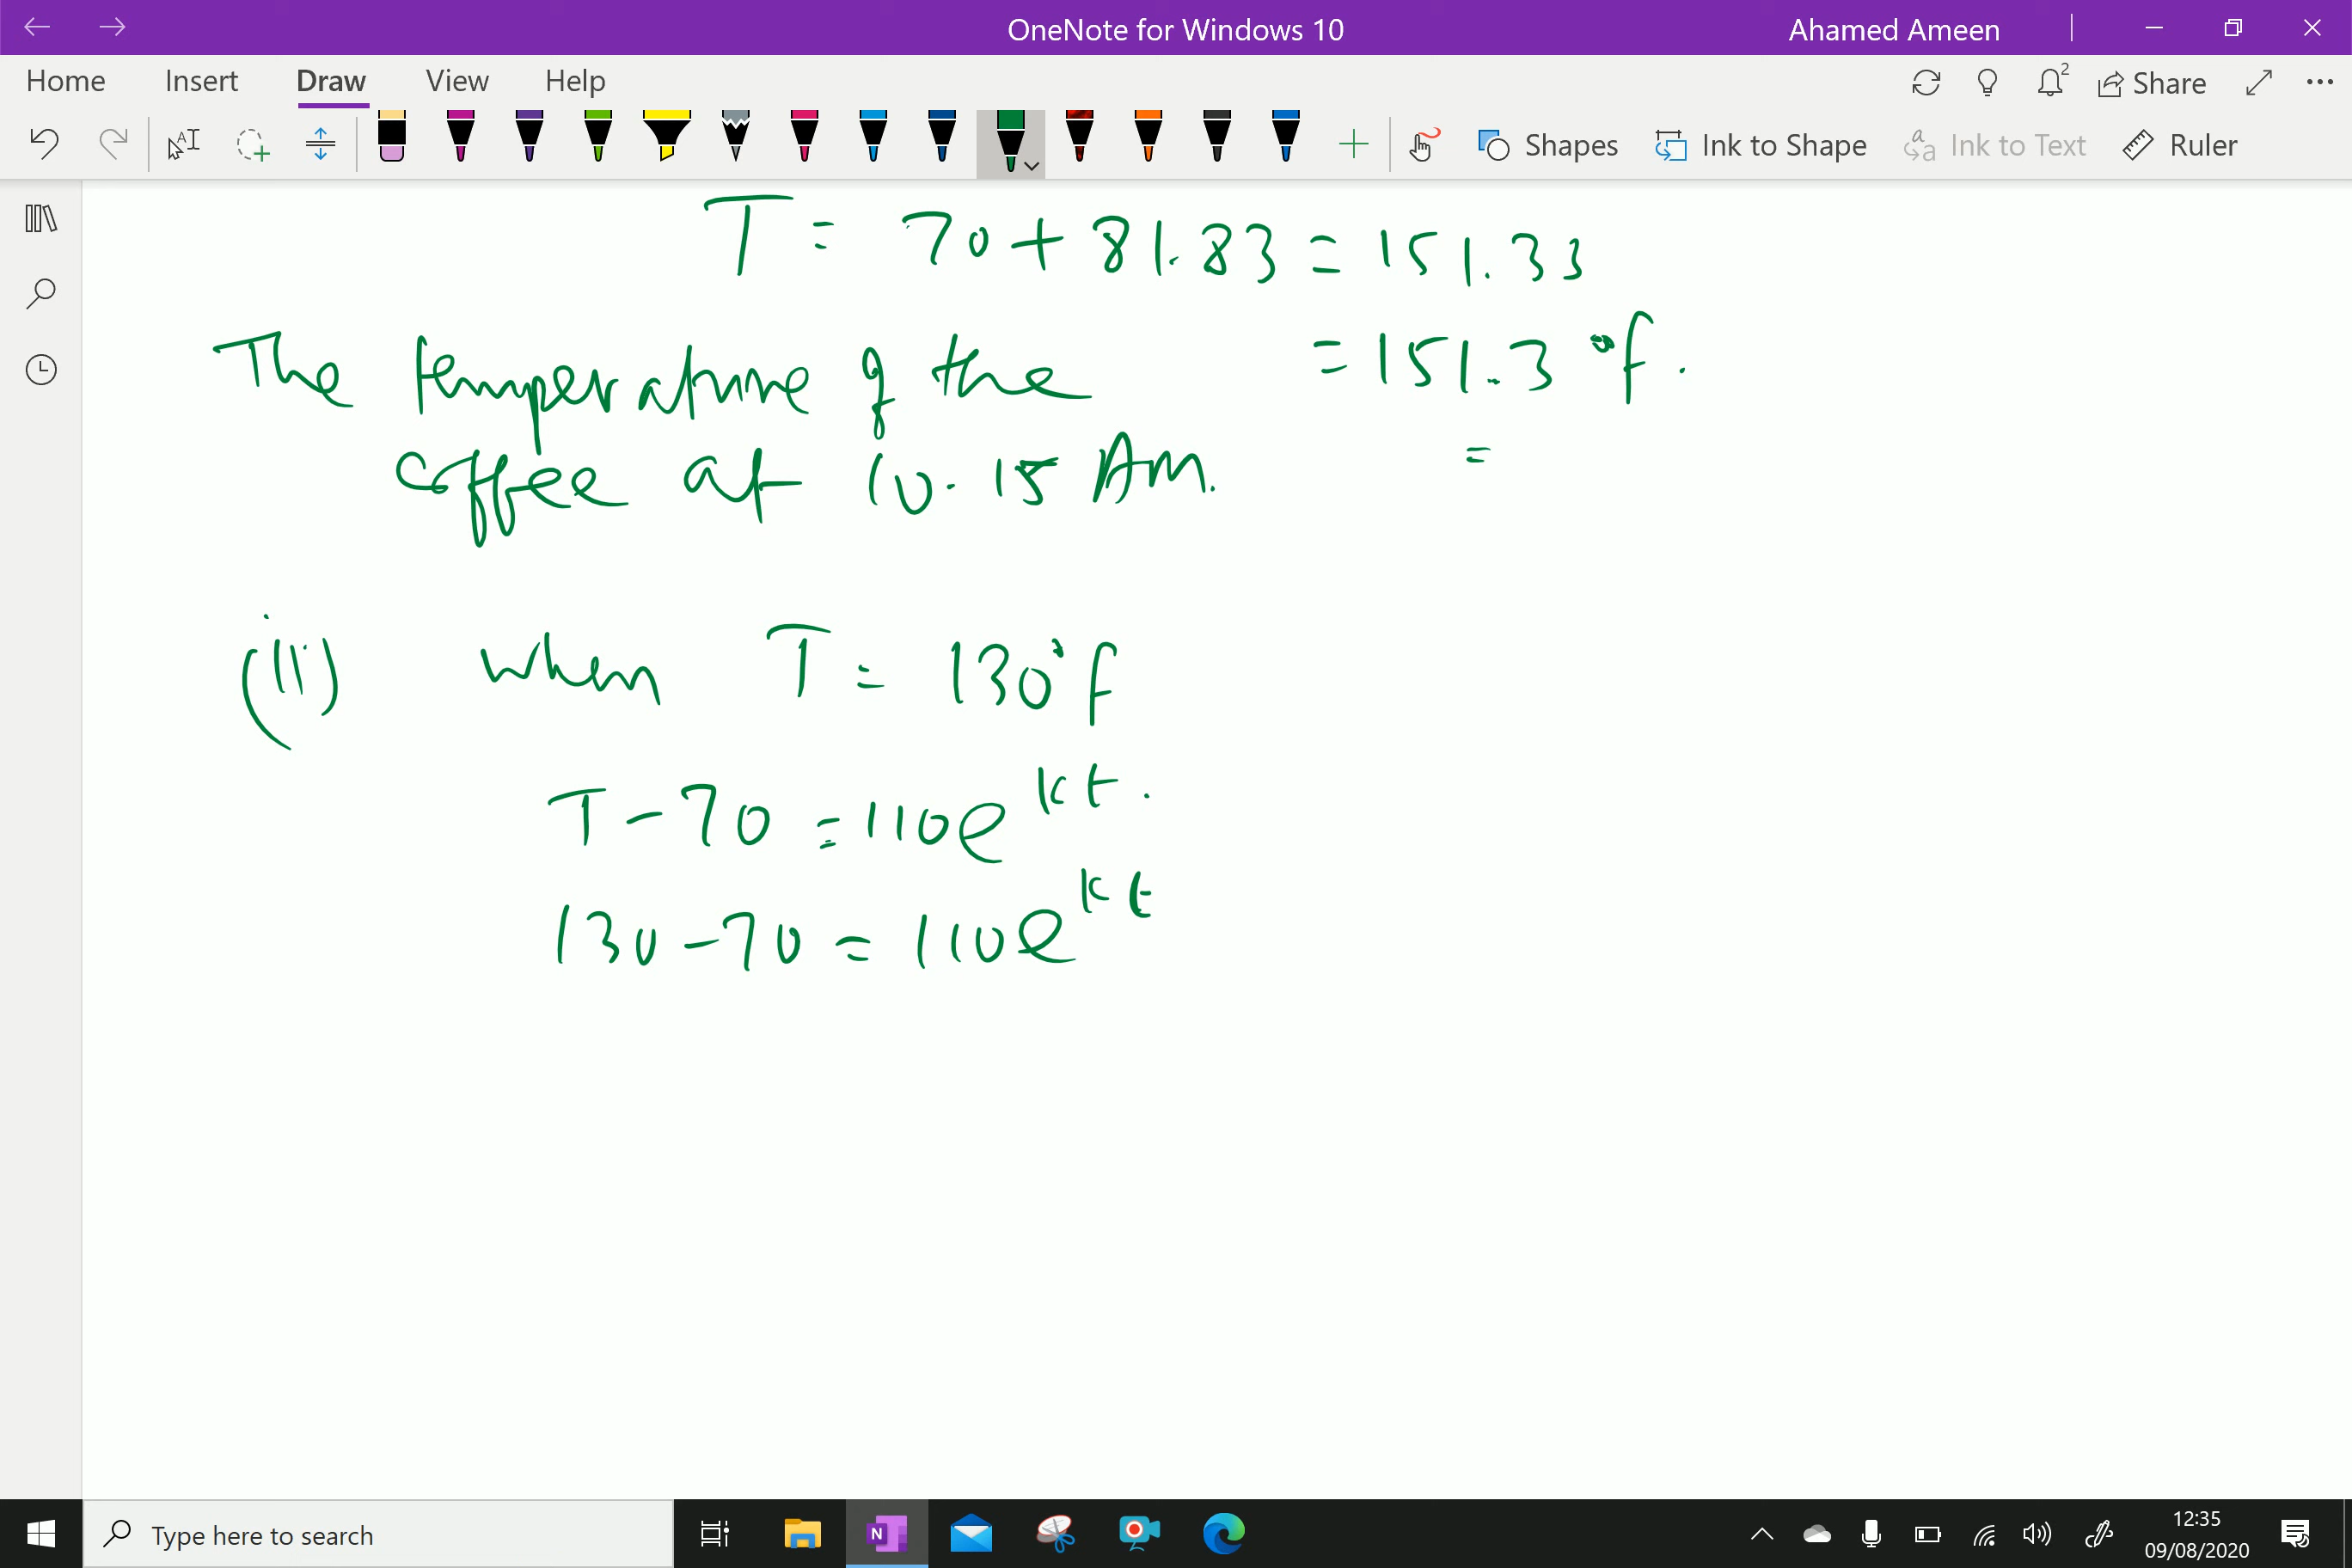 OneNote for Windows 10
Ahamed Ameen
Home Insert Draw View Help
2
Share
Shapes Ink to Shape Ink to Text Ruler
T = 70 + 81.83 = 151.33
The temperature of the = 151.3 °F.
coffee at 10.15 AM. =
(ii) when T = 130°F
T - 70 = 110e^kt.
130 - 70 = 110e^kt
Type here to search
12:35
09/08/2020